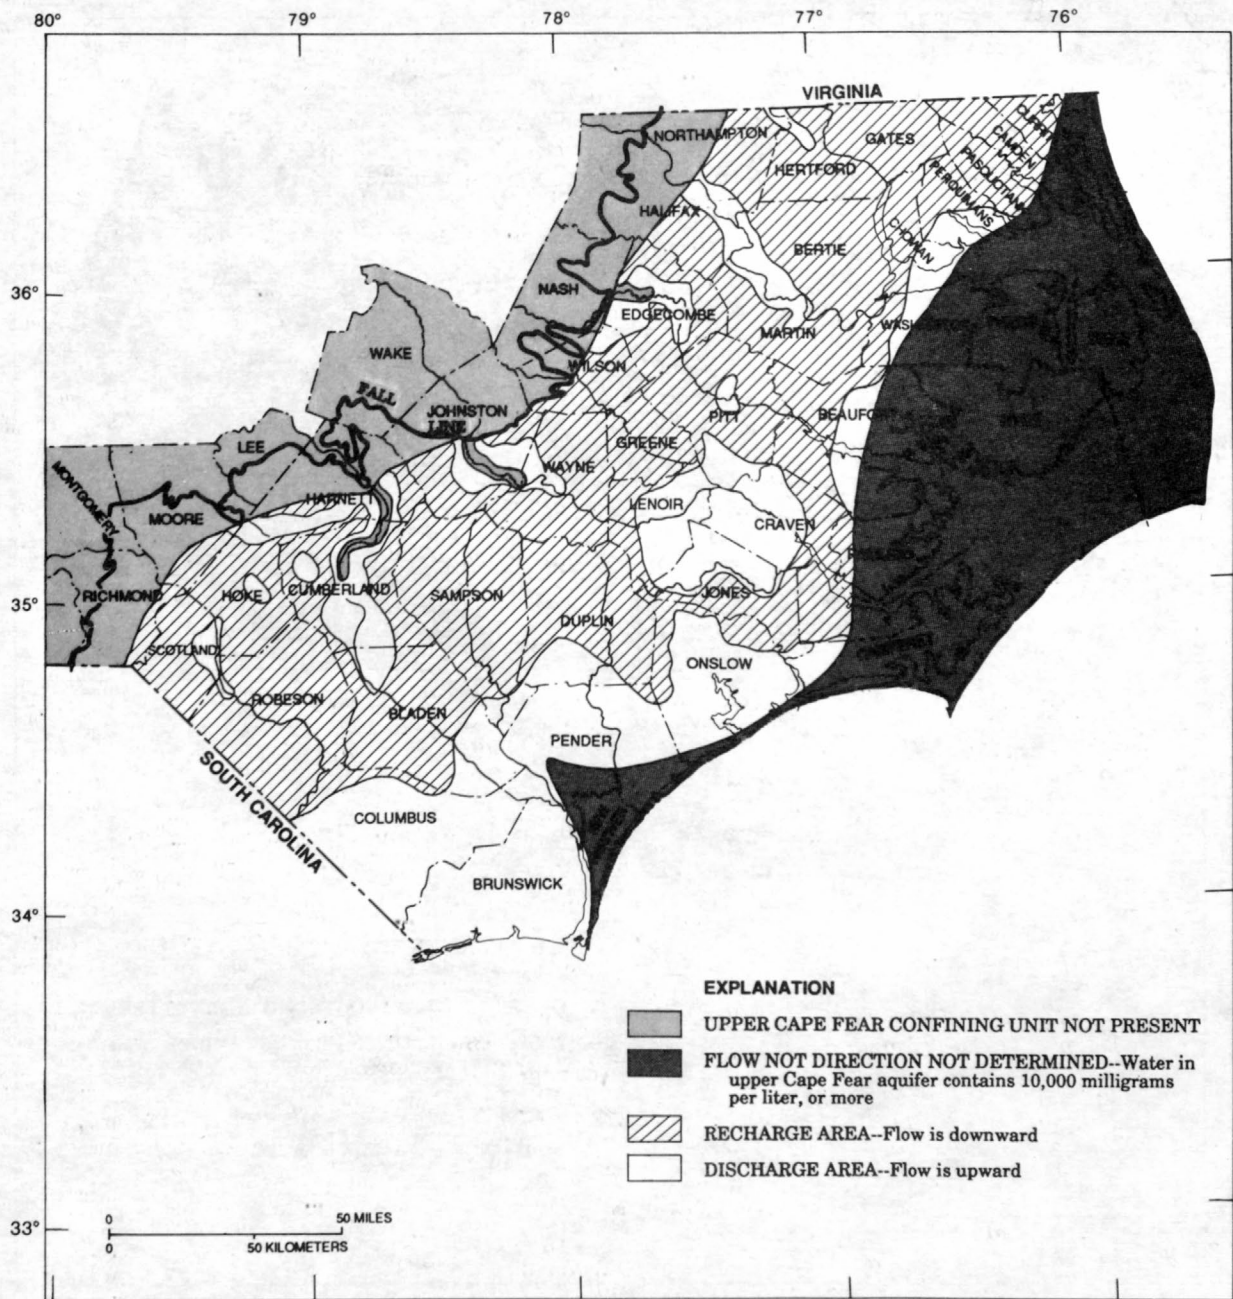 80° 79° 78° 77° 76°
VIRGINIA
NORTHAMPTON
GATES
CAMDEN
HERTFORD
PASQUOTANK
PERQUIMANS
HALIFAX
CHOWAN
BERTIE
36°
NASH
EDGECOMBE
MARTIN
WAKE
WILSON
FALL
LINE
JOHNSTON
PITT
BEAUFORT
LEE
GREENE
WAYNE
MONTGOMERY
HARNETT
LENOIR
MOORE
CRAVEN
35°
RICHMOND
HOKE
CUMBERLAND
SAMPSON
JONES
DUPLIN
SCOTLAND
ONSLOW
ROBESON
BLADEN
PENDER
SOUTH CAROLINA
COLUMBUS
BRUNSWICK
34°
EXPLANATION
UPPER CAPE FEAR CONFINING UNIT NOT PRESENT
FLOW NOT DIRECTION NOT DETERMINED--Water in
upper Cape Fear aquifer contains 10,000 milligrams
per liter, or more
RECHARGE AREA--Flow is downward
DISCHARGE AREA--Flow is upward
33°
0 50 MILES
0 50 KILOMETERS